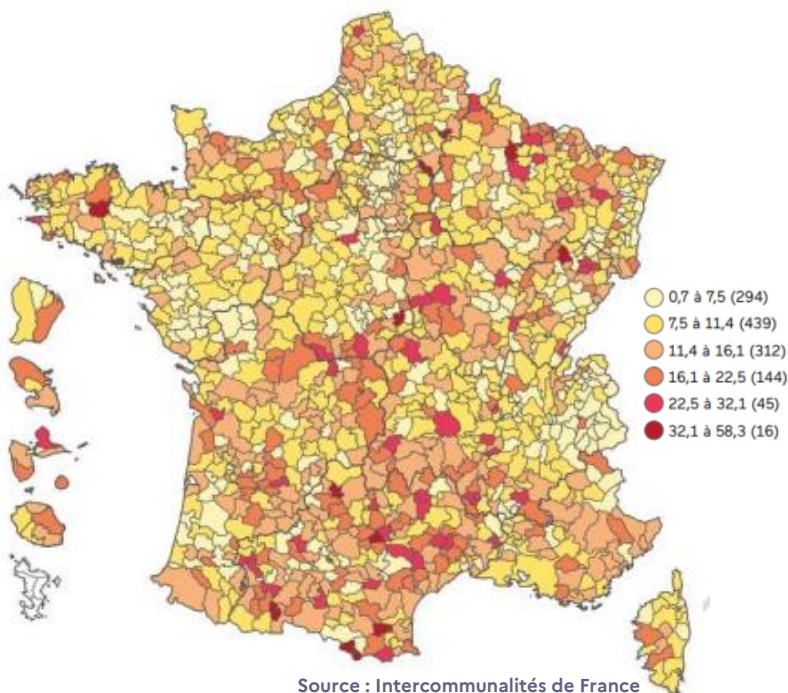 0,7 à 7,5 (294)
7,5 à 11,4 (439)
11,4 à 16,1 (312)
16,1 à 22,5 (144)
22,5 à 32,1 (45)
32,1 à 58,3 (16)
Source : Intercommunalités de France